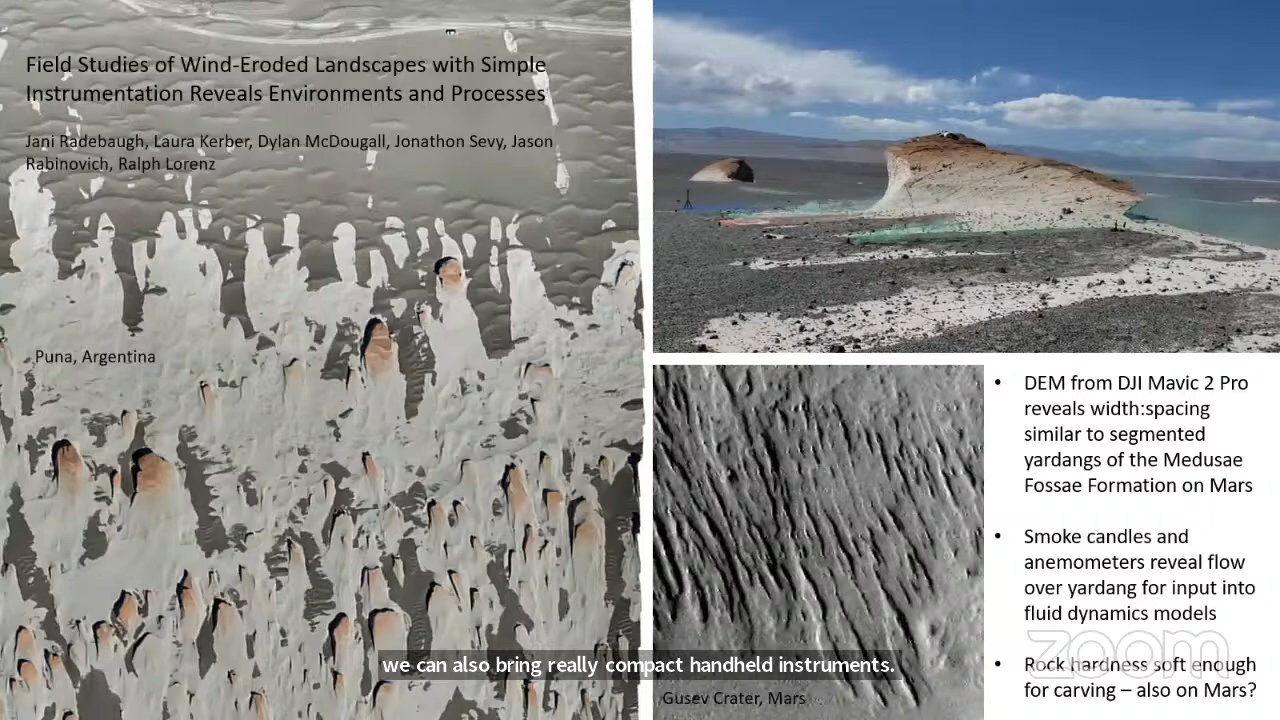 Field Studies of Wind-Eroded Landscapes with Simple
Instrumentation Reveals Environments and Processes
Jani Radebaugh, Laura Kerber, Dylan McDougall, Jonathon Sevy, Jason
Rabinovich, Ralph Lorenz
Puna, Argentina
• DEM from DJI Mavic 2 Pro
reveals width:spacing
similar to segmented
yardangs of the Medusae
Fossae Formation on Mars
• Smoke candles and
anemometers reveal flow
over yardang for input into
fluid dynamics models
• Rock hardness soft enough
for carving – also on Mars?
zoom
we can also bring really compact handheld instruments.
Gusev Crater, Mars